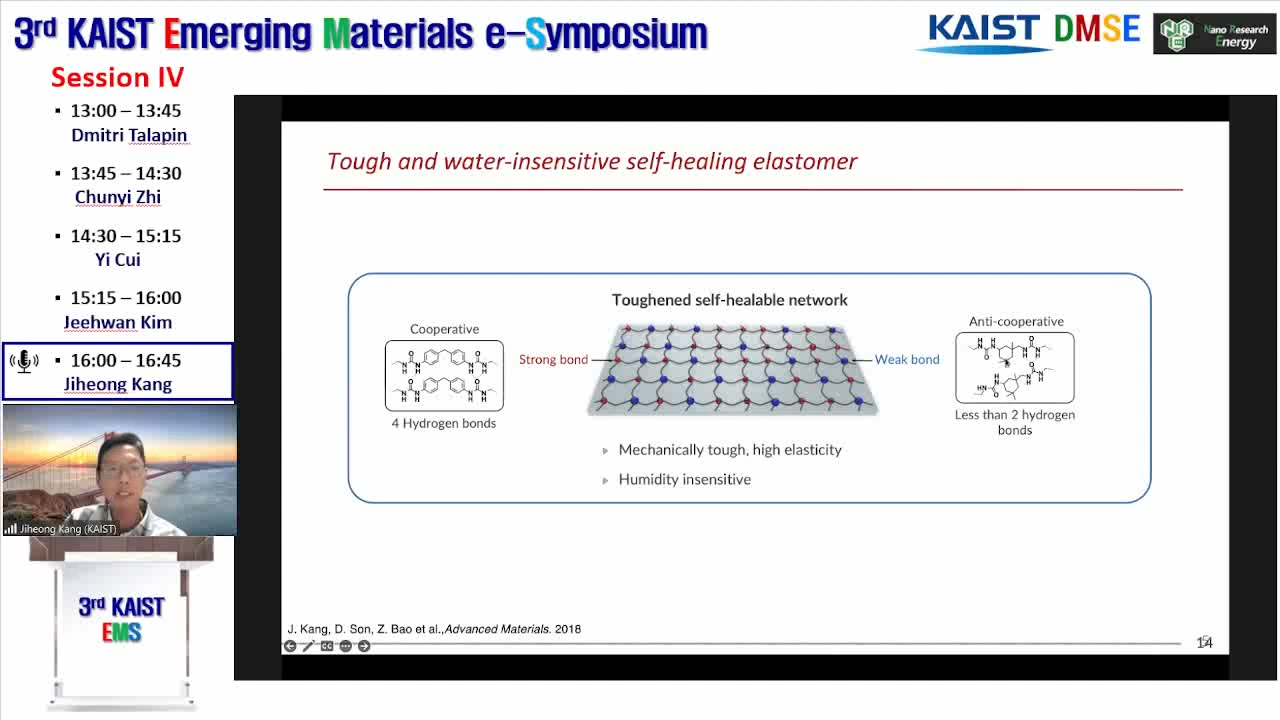 3rd KAIST Emerging Materials e-Symposium
KAIST DMSE
NRE Nano Research Energy
Session IV
▪ 13:00 – 13:45
Dmitri Talapin
▪ 13:45 – 14:30
Chunyi Zhi
▪ 14:30 – 15:15
Yi Cui
▪ 15:15 – 16:00
Jeehwan Kim
▪ 16:00 – 16:45
Jiheong Kang
Jiheong Kang (KAIST)
3rd KAIST
EMS
Tough and water-insensitive self-healing elastomer
Toughened self-healable network
Cooperative
4 Hydrogen bonds
Strong bond
Weak bond
Anti-cooperative
Less than 2 hydrogen
bonds
Mechanically tough, high elasticity
Humidity insensitive
J. Kang, D. Son, Z. Bao et al.,Advanced Materials. 2018
14